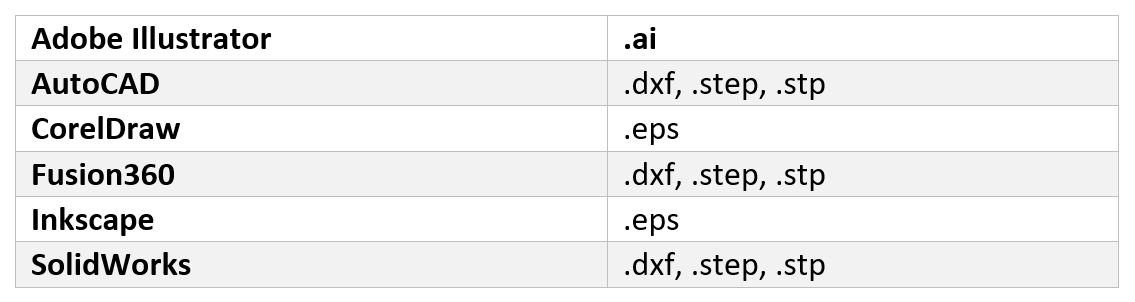 Adobe Illustrator .ai
AutoCAD .dxf, .step, .stp
CorelDraw .eps
Fusion360 .dxf, .step, .stp
Inkscape .eps
SolidWorks .dxf, .step, .stp